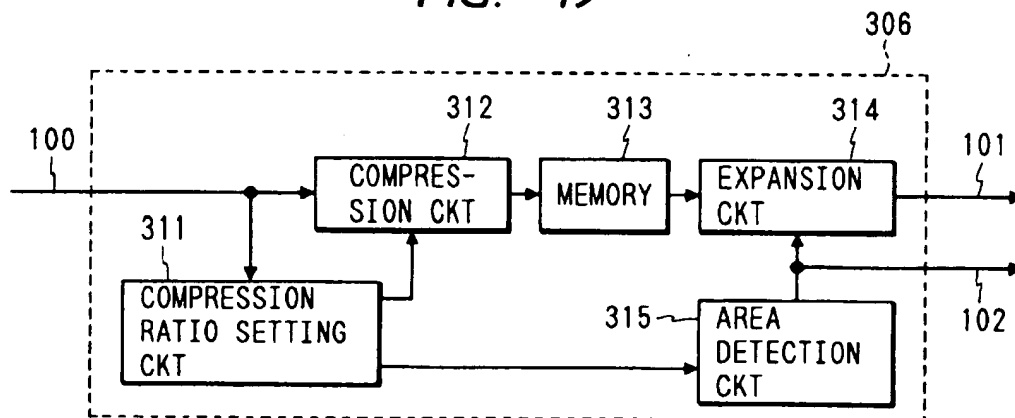 FIG. 49
306
312
313
314
100
101
COMPRES-
SION CKT
MEMORY
EXPANSION
CKT
311
COMPRESSION
RATIO SETTING
CKT
315
AREA
DETECTION
CKT
102